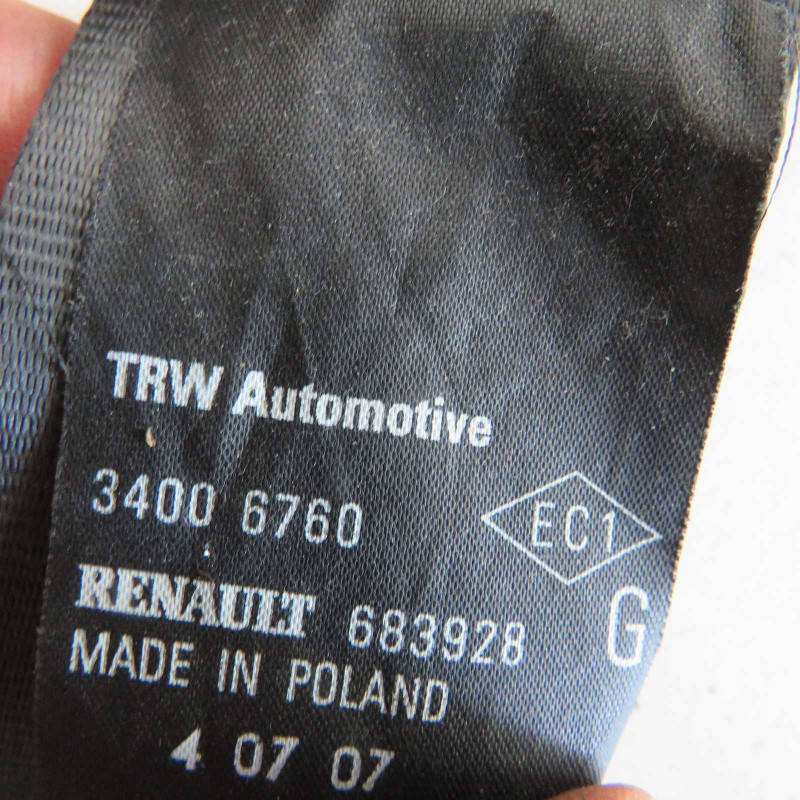 TRW Automotive
3400 6760
EC1
RENAULT 683928
G
MADE IN POLAND
4 07 07